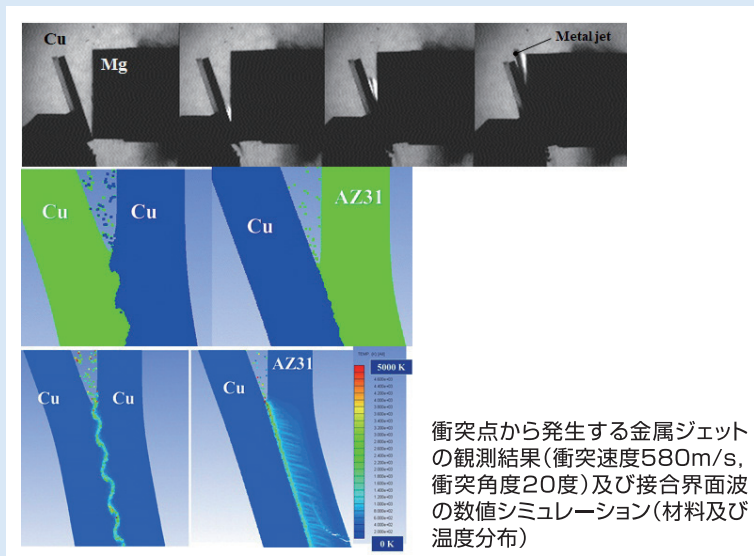 Cu
Mg
Metal jet
Cu
Cu
Cu
AZ31
Cu
Cu
Cu
AZ31
5000 K
0 K
衝突点から発生する金属ジェット
の観測結果(衝突速度580m/s,
衝突角度20度)及び接合界面波
の数値シミュレーション(材料及び
温度分布)